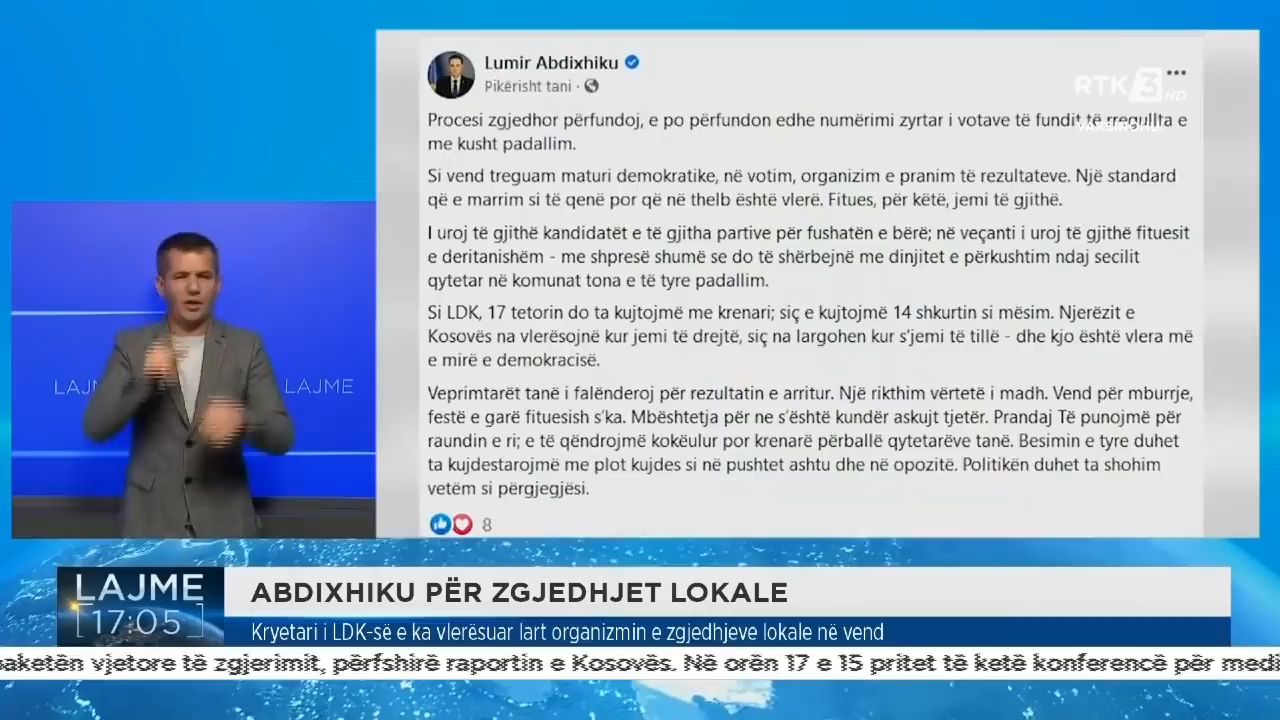 Lumir Abdixhiku
Pikërisht tani ·
RTK 3 HD
VAKSINOHU!
Procesi zgjedhor përfundoj, e po përfundon edhe numërimi zyrtar i votave të fundit të rregullta e
me kusht padallim.
Si vend treguam maturi demokratike, në votim, organizim e pranim të rezultateve. Një standard
që e marrim si të qenë por që në thelb është vlerë. Fitues, për këtë, jemi të gjithë.
I uroj të gjithë kandidatët e të gjitha partive për fushatën e bërë; në veçanti i uroj të gjithë fituesit
e deritanishëm - me shpresë shumë se do të shërbejnë me dinjitet e përkushtim ndaj secilit
qytetar në komunat tona e të tyre padallim.
Si LDK, 17 tetorin do ta kujtojmë me krenari; siç e kujtojmë 14 shkurtin si mësim. Njerëzit e
Kosovës na vlerësojnë kur jemi të drejtë, siç na largohen kur s'jemi të tillë - dhe kjo është vlera më
e mirë e demokracisë.
Veprimtarët tanë i falënderoj për rezultatin e arritur. Një rikthim vërtetë i madh. Vend për mburrje,
festë e garë fituesish s'ka. Mbështetja për ne s'është kundër askujt tjetër. Prandaj Të punojmë për
raundin e ri; e të qëndrojmë kokëulur por krenarë përballë qytetarëve tanë. Besimin e tyre duhet
ta kujdestarojmë me plot kujdes si në pushtet ashtu dhe në opozitë. Politikën duhet ta shohim
vetëm si përgjegjësi.
8
LAJME
LAJME
[17:05]
ABDIXHIKU PËR ZGJEDHJET LOKALE
Kryetari i LDK-së e ka vlerësuar lart organizmin e zgjedhjeve lokale në vend
paketën vjetore të zgjerimit, përfshirë raportin e Kosovës. Në orën 17 e 15 pritet të ketë konferencë për medi